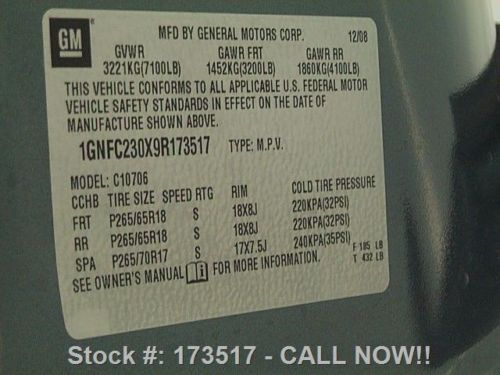 GM
MFD BY GENERAL MOTORS CORP. 12/08
GVWR GAWR FRT GAWR RR
3221KG(7100LB) 1452KG(3200LB) 1860KG(4100LB)
THIS VEHICLE CONFORMS TO ALL APPLICABLE U.S. FEDERAL MOTOR
VEHICLE SAFETY STANDARDS IN EFFECT ON THE DATE OF
MANUFACTURE SHOWN ABOVE.
1GNFC230X9R173517 TYPE: M.P.V.
MODEL: C10706
CCHB TIRE SIZE SPEED RTG RIM COLD TIRE PRESSURE
FRT P265/65R18 S 18X8J 220KPA(32PSI)
RR P265/65R18 S 18X8J 220KPA(32PSI)
SPA P265/70R17 S 17X7.5J 240KPA(35PSI)
SEE OWNER'S MANUAL FOR MORE INFORMATION. F 185 LB
T 432 LB
Stock #: 173517 - CALL NOW!!